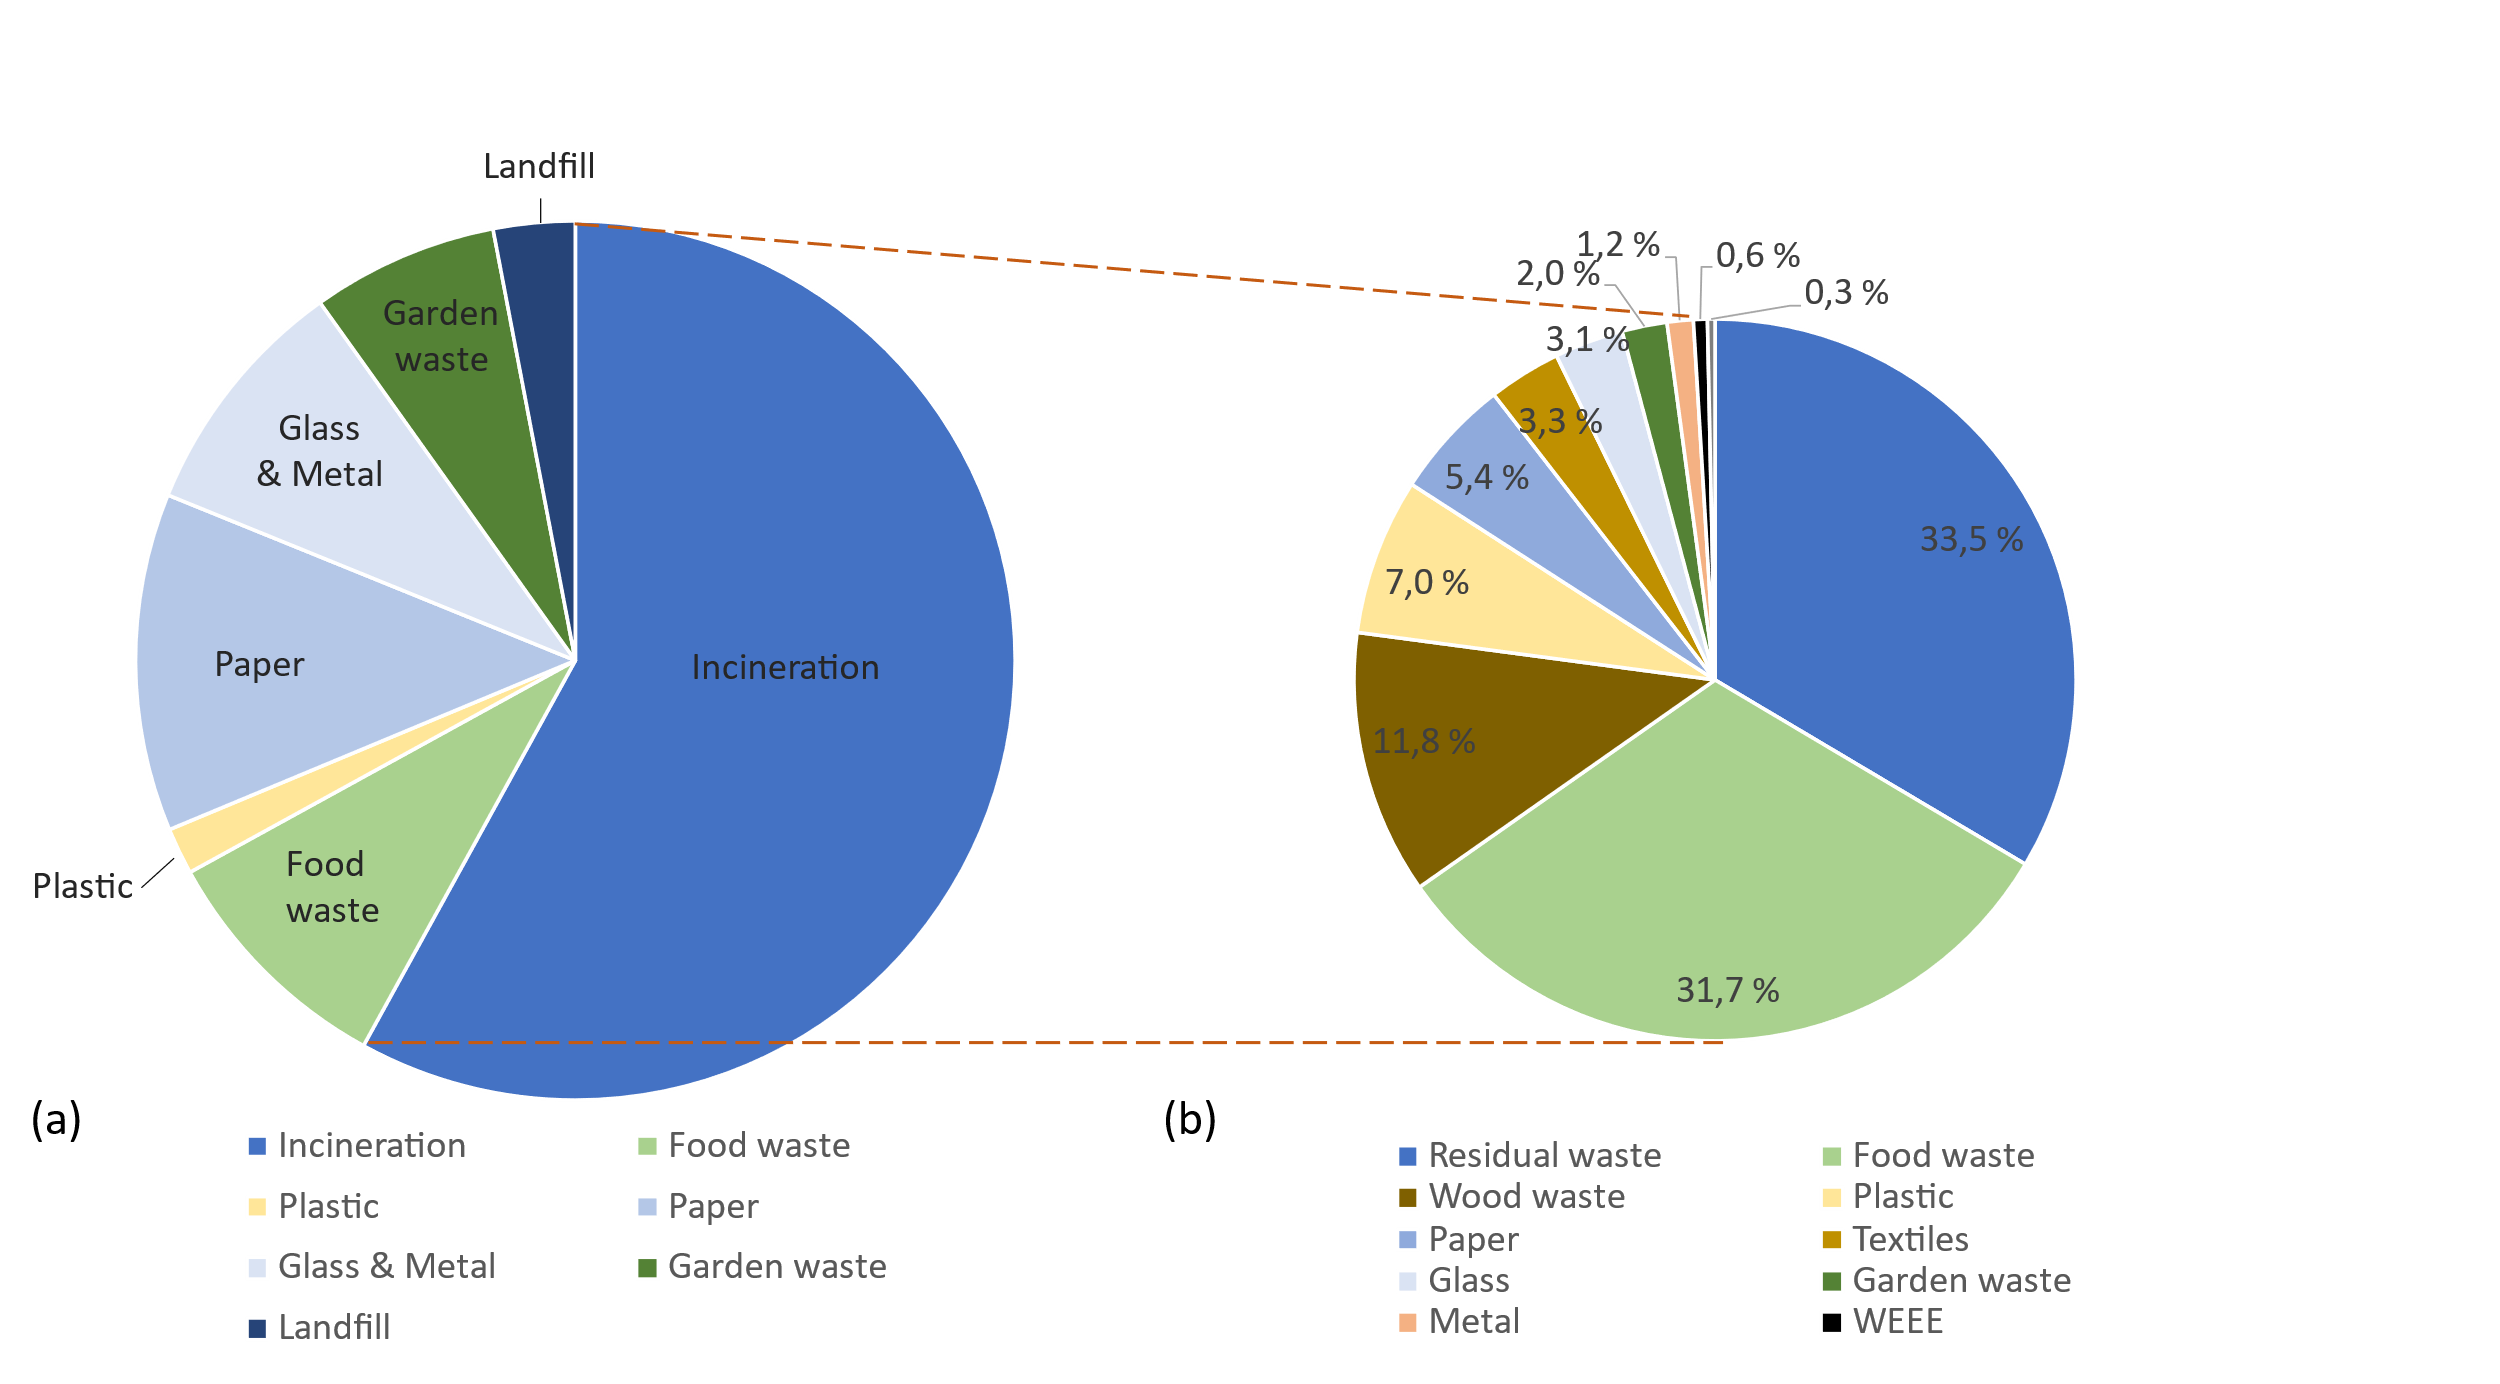 Landfill
Garden
waste
Glass
& Metal
Paper
Incineration
Plastic
Food
waste
(a)
Incineration
Food waste
Plastic
Paper
Glass & Metal
Garden waste
Landfill
1,2 %
0,6 %
2,0 %
0,3 %
3,1 %
3,3 %
5,4 %
33,5 %
7,0 %
11,8 %
31,7 %
(b)
Residual waste
Food waste
Wood waste
Plastic
Paper
Textiles
Glass
Garden waste
Metal
WEEE